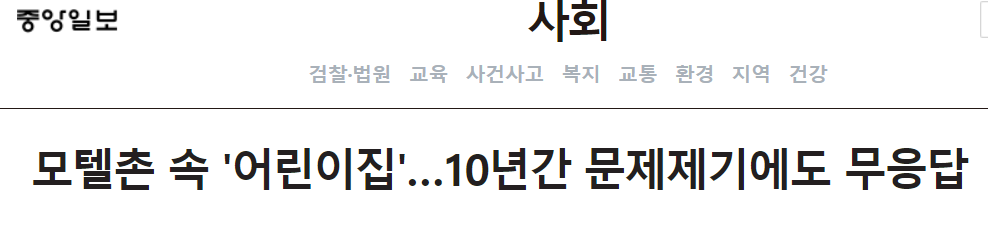 중앙일보
사회
검찰·법원 교육 사건사고 복지 교통 환경 지역 건강
모텔촌 속 '어린이집'...10년간 문제제기에도 무응답